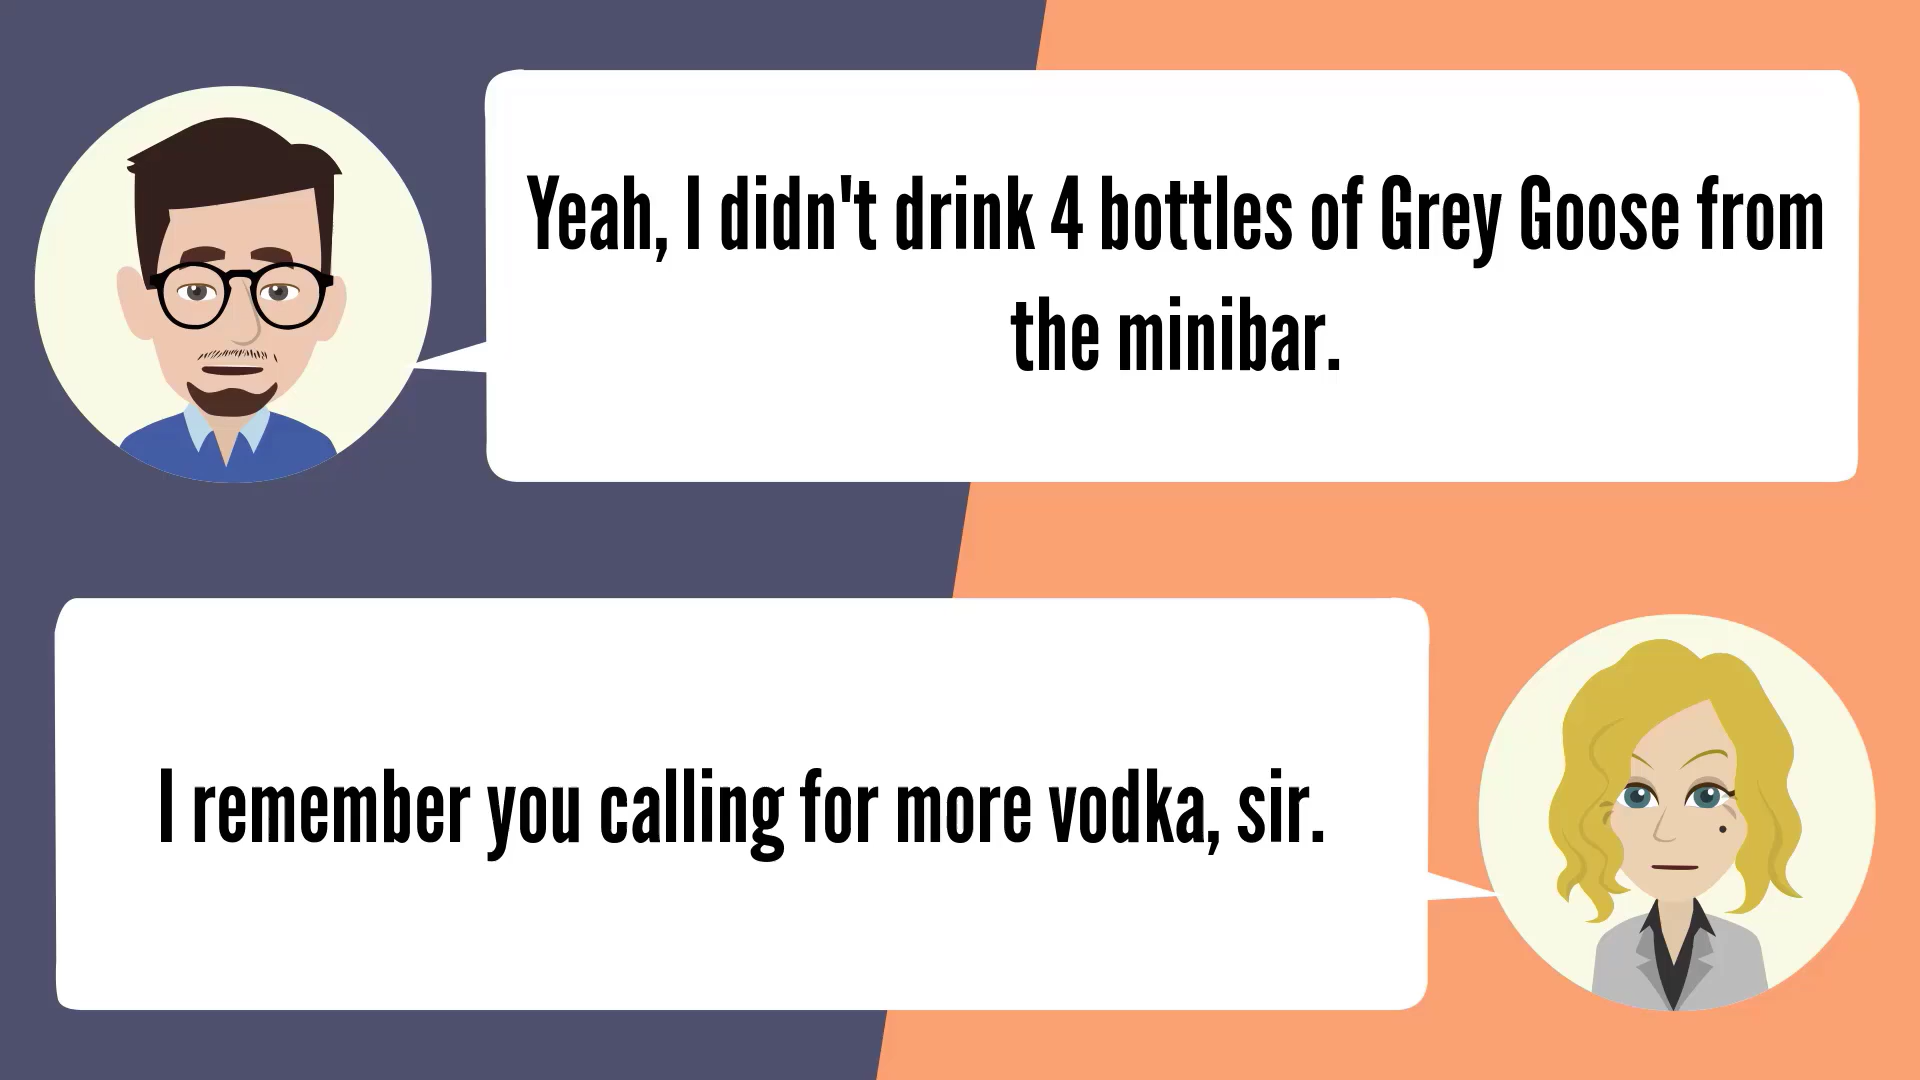 Yeah, I didn't drink 4 bottles of Grey Goose from
the minibar.
I remember you calling for more vodka, sir.